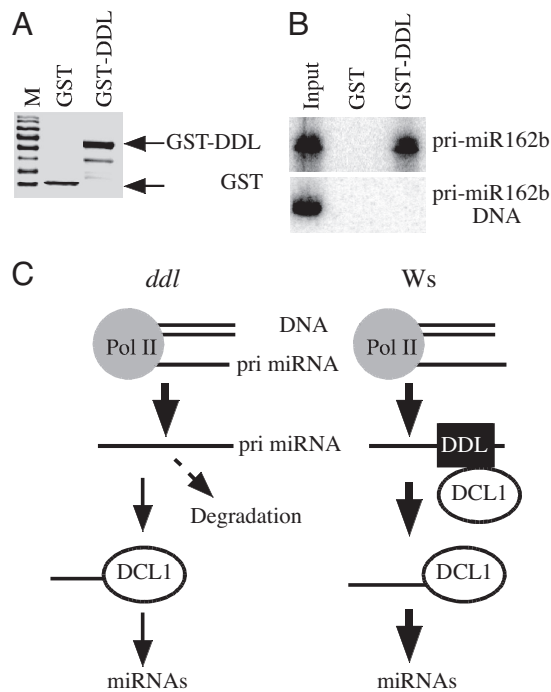 A
M
GST
GST-DDL
GST-DDL
GST
B
Input
GST
GST-DDL
pri-miR162b
pri-miR162b
DNA
C
ddl
Ws
Pol II
DNA
pri miRNA
Pol II
pri miRNA
DDL
DCL1
Degradation
DCL1
DCL1
miRNAs
miRNAs